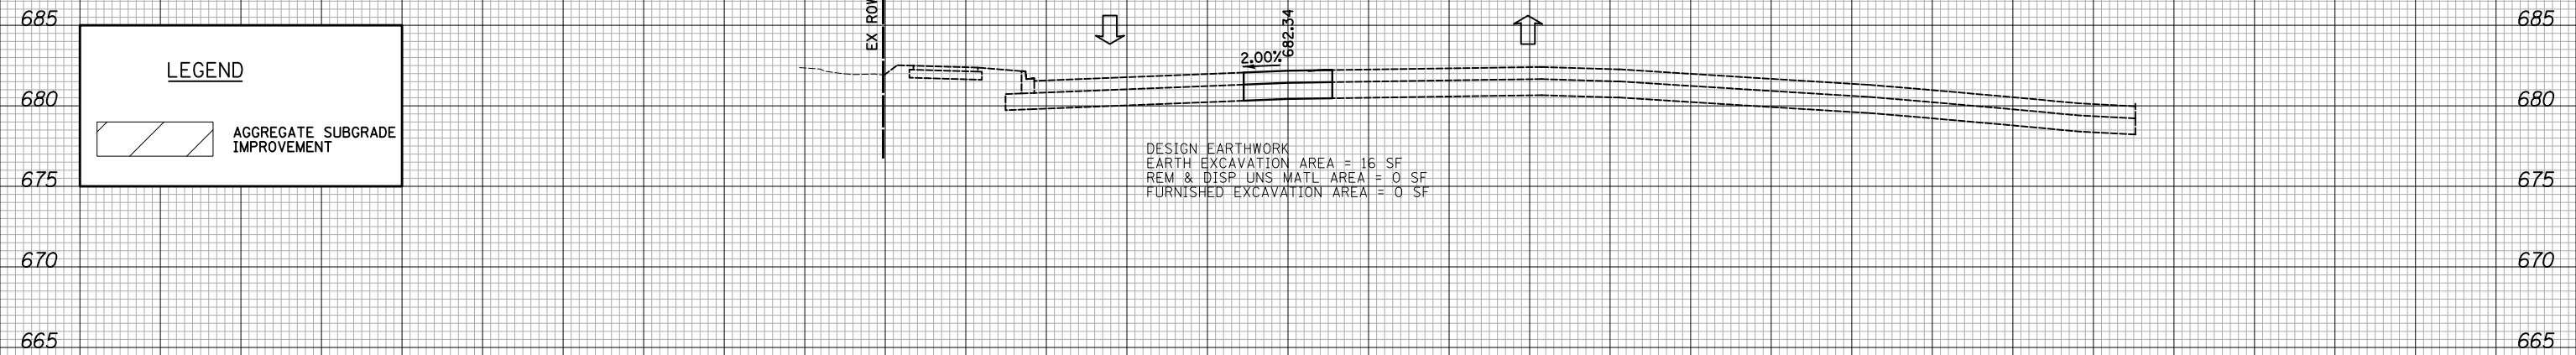 685
EX ROW
682.34
685
2.00%
LEGEND
680
680
AGGREGATE SUBGRADE
IMPROVEMENT
DESIGN EARTHWORK
EARTH EXCAVATION AREA = 16 SF
REM & DISP UNS MATL AREA = 0 SF
FURNISHED EXCAVATION AREA = 0 SF
675
675
670
670
665
665